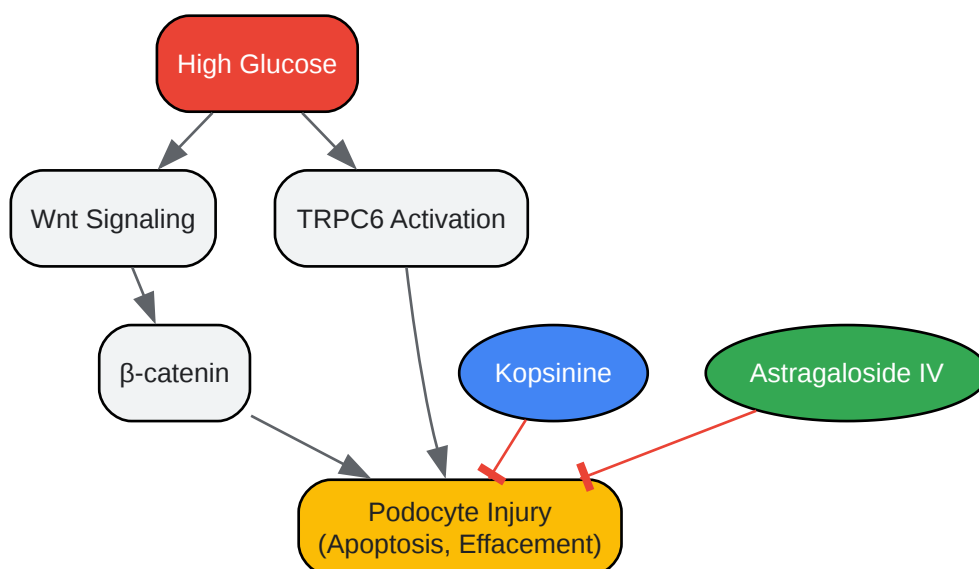 High Glucose
Wnt Signaling
TRPC6 Activation
β-catenin
Kopsinine
Astragaloside IV
Podocyte Injury
(Apoptosis, Effacement)